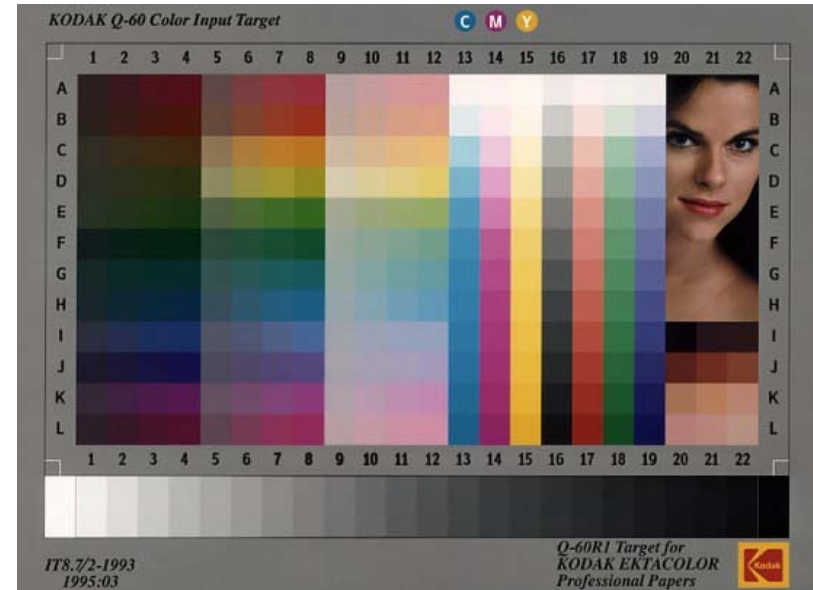 KODAK Q-60 Color Input Target
C M Y
1 2 3 4 5 6 7 8 9 10 11 12 13 14 15 16 17 18 19 20 21 22
A A
B B
C C
D D
E E
F F
G G
H H
I I
J J
K K
L L
1 2 3 4 5 6 7 8 9 10 11 12 13 14 15 16 17 18 19 20 21 22
IT8.7/2-1993
1995:03
Q-60R1 Target for
KODAK EKTACOLOR
Professional Papers
Kodak